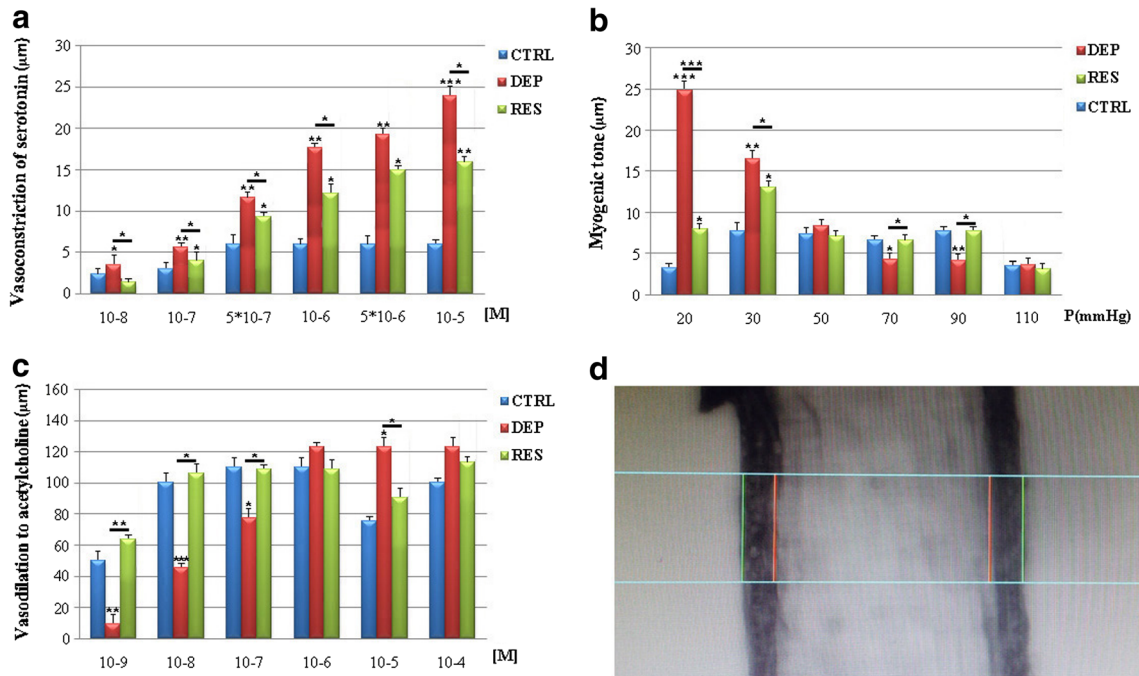 a
30
25
20
15
10
5
0
Vasoconstriction of serotonin (μm)
CTRL
DEP
RES
* * ** * * ** * * ** * * ** * *** * **
10-8 10-7 5*10-7 10-6 5*10-6 10-5 [M]
b
30
25
20
15
10
5
0
Myogenic tone (μm)
DEP
RES
CTRL
*** *** * ** * * * * ** *
20 30 50 70 90 110 P(mmHg)
c
160
140
120
100
80
60
40
20
0
Vasodilation to acetylcholine (μm)
CTRL
DEP
RES
** ** *** * * * * *
10-9 10-8 10-7 10-6 10-5 10-4 [M]
d